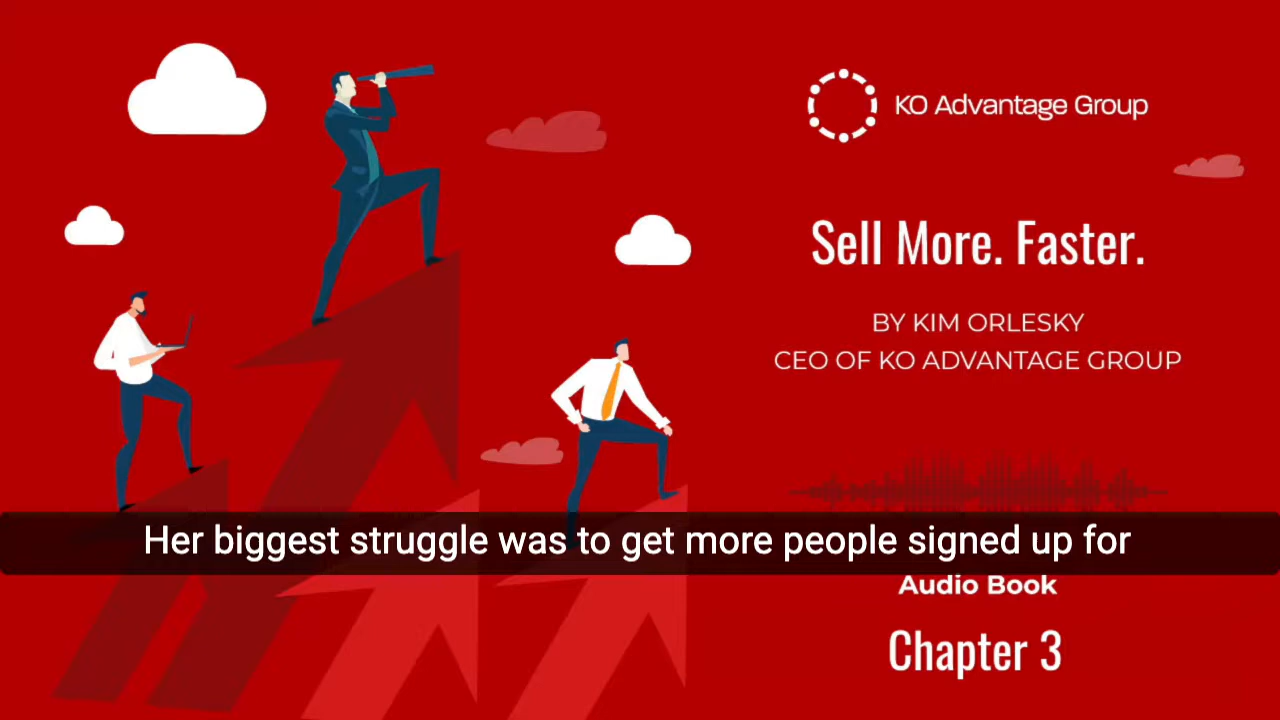 KO Advantage Group
Sell More. Faster.
BY KIM ORLESKY
CEO OF KO ADVANTAGE GROUP
Her biggest struggle was to get more people signed up for
Audio Book
Chapter 3